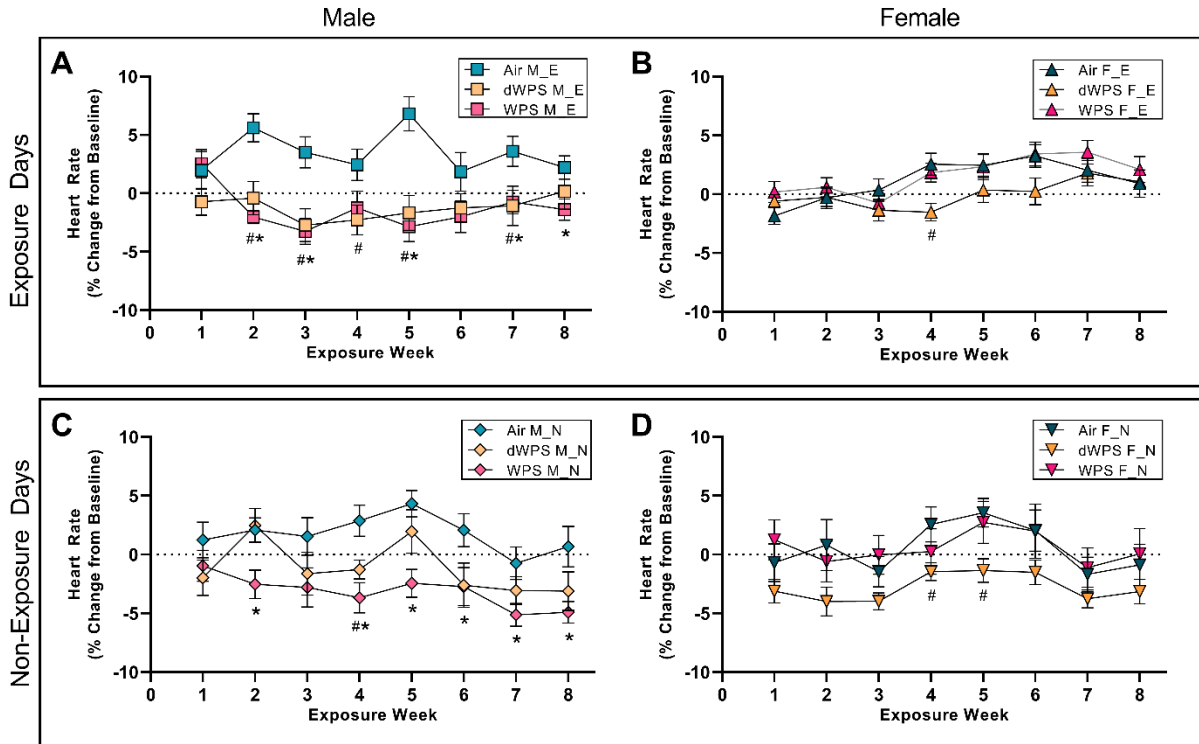 Male
Female
Exposure Days
A
Air M_E
dWPS M_E
WPS M_E
Heart Rate
(% Change from Baseline)
10
5
0
-5
-10
#*
#*
#
#*
#*
*
0 1 2 3 4 5 6 7 8
Exposure Week
B
Air F_E
dWPS F_E
WPS F_E
Heart Rate
(% Change from Baseline)
10
5
0
-5
-10
#
0 1 2 3 4 5 6 7 8
Exposure Week
Non-Exposure Days
C
Air M_N
dWPS M_N
WPS M_N
Heart Rate
(% Change from Baseline)
10
5
0
-5
-10
*
#*
*
*
*
*
0 1 2 3 4 5 6 7 8
Exposure Week
D
Air F_N
dWPS F_N
WPS F_N
Heart Rate
(% Change from Baseline)
10
5
0
-5
-10
#
#
0 1 2 3 4 5 6 7 8
Exposure Week